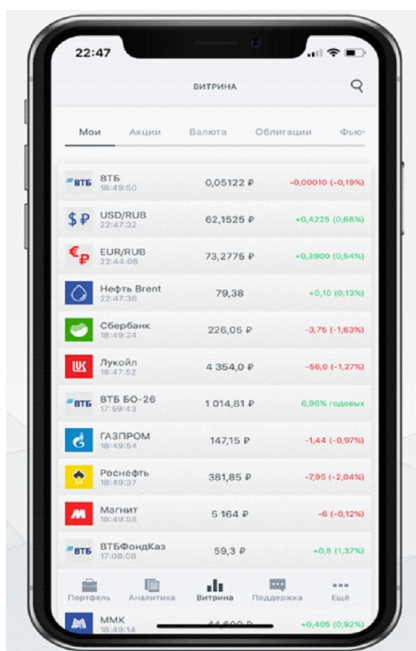 22:47
ВИТРИНА
Мои Акции Валюта Облигации Фью
ВТБ ВТБ 0,05122 ₽ -0,00010 (-0,19%)
18:49:50
$ ₽ USD/RUB 62,1525 ₽ +0,4225 (0,68%)
22:47:32
€ ₽ EUR/RUB 73,2775 ₽ +0,3900 (0,54%)
22:44:06
Нефть Brent 79,38 +0,10 (0,13%)
22:47:36
Сбербанк 226,05 ₽ -3,75 (-1,63%)
18:49:24
Лукойл 4 354,0 ₽ -56,0 (-1,27%)
18:47:52
ВТБ ВТБ БО-26 1 014,81 ₽ 6,96% годовых
17:59:43
ГАЗПРОМ 147,15 ₽ -1,44 (-0,97%)
18:49:54
Роснефть 381,85 ₽ -7,95 (-2,04%)
18:49:37
Магнит 5 164 ₽ -6 (-0,12%)
18:49:58
ВТБ ВТБФондКаз 59,3 ₽ +0,8 (1,37%)
17:08:06
Портфель Аналитика Витрина Поддержка Ещё
ММК +0,405 (0,92%)
18:49:14